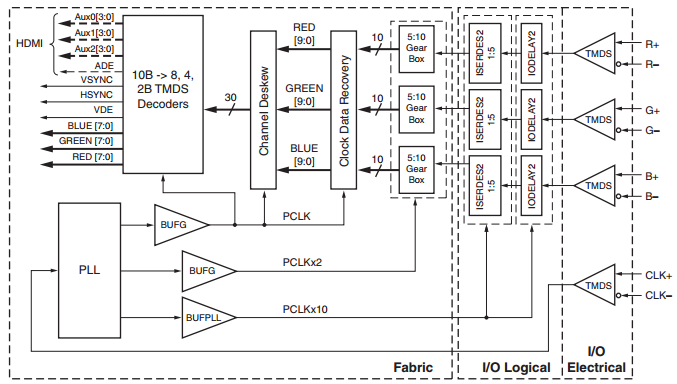 HDMI
Aux0[3:0]
Aux1[3:0]
Aux2[3:0]
ADE
VSYNC
HSYNC
VDE
BLUE [7:0]
GREEN [7:0]
RED [7:0]
10B -> 8, 4,
2B TMDS
Decoders
30
Channel Deskew
RED
[9:0]
GREEN
[9:0]
BLUE
[9:0]
Clock Data Recovery
10
10
10
5:10
Gear
Box
5:10
Gear
Box
5:10
Gear
Box
ISERDES2
1:5
ISERDES2
1:5
ISERDES2
1:5
IODELAY2
IODELAY2
IODELAY2
TMDS
TMDS
TMDS
TMDS
R+
R−
G+
G−
B+
B−
CLK+
CLK−
PLL
BUFG
PCLK
BUFG
PCLKx2
BUFPLL
PCLKx10
Fabric
I/O Logical
I/O
Electrical